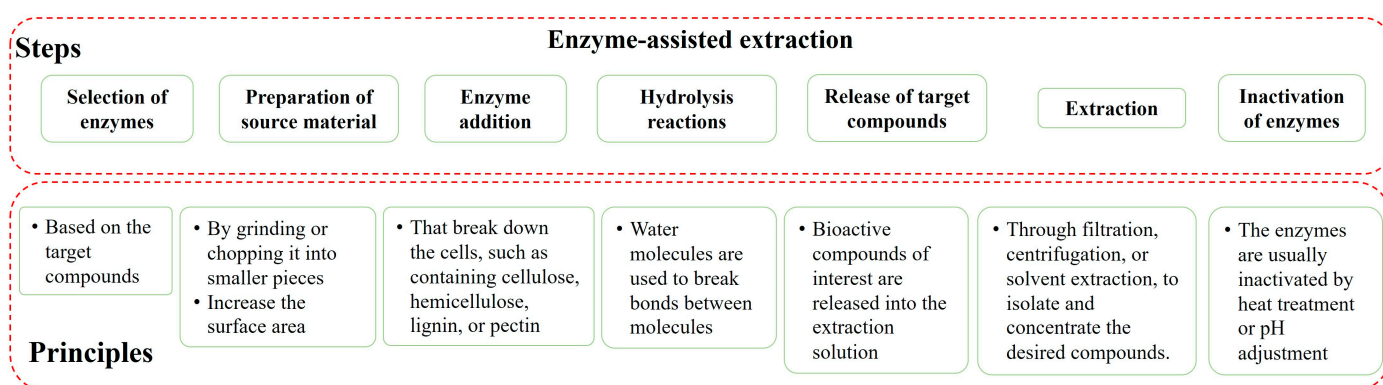 Enzyme-assisted extraction
Steps
Selection of
enzymes
Preparation of
source material
Enzyme
addition
Hydrolysis
reactions
Release of target
compounds
Extraction
Inactivation
of enzymes
• Based on the
target
compounds
• By grinding or
chopping it into
smaller pieces
• Increase the
surface area
• That break down
the cells, such as
containing cellulose,
hemicellulose,
lignin, or pectin
• Water
molecules are
used to break
bonds between
molecules
• Bioactive
compounds of
interest are
released into the
extraction
solution
• Through filtration,
centrifugation, or
solvent extraction, to
isolate and
concentrate the
desired compounds.
• The enzymes
are usually
inactivated by
heat treatment
or pH
adjustment
Principles